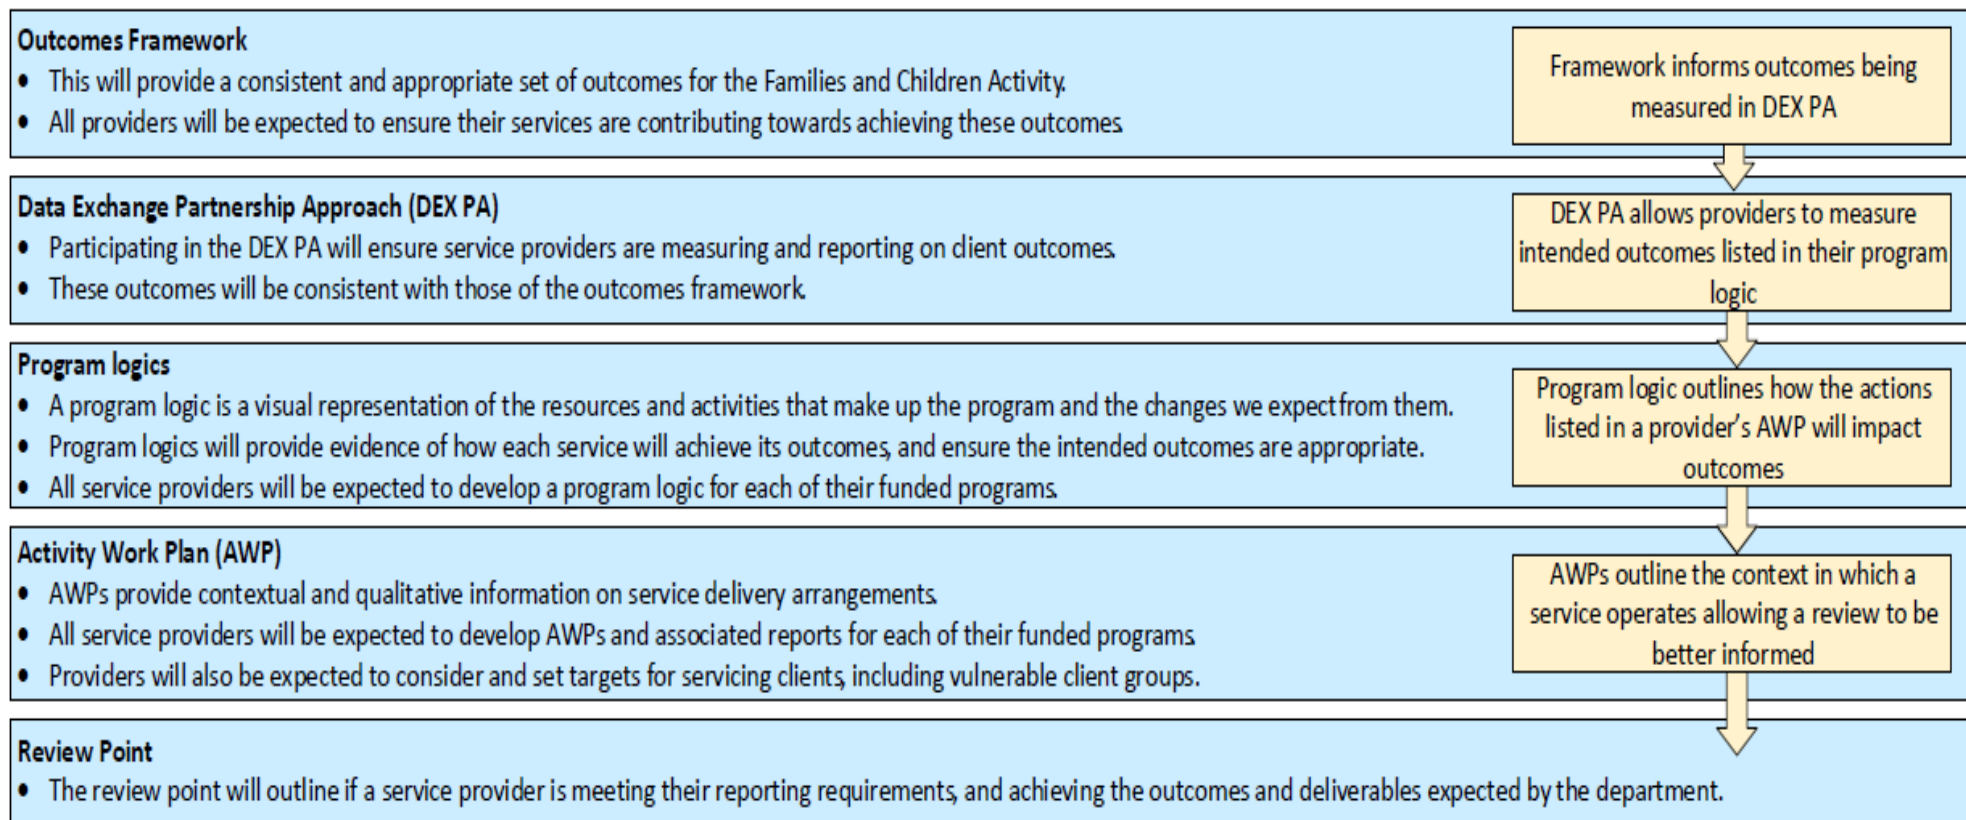 Outcomes Framework
• This will provide a consistent and appropriate set of outcomes for the Families and Children Activity.
• All providers will be expected to ensure their services are contributing towards achieving these outcomes.
Framework informs outcomes being
measured in DEX PA
Data Exchange Partnership Approach (DEX PA)
• Participating in the DEX PA will ensure service providers are measuring and reporting on client outcomes.
• These outcomes will be consistent with those of the outcomes framework.
DEX PA allows providers to measure
intended outcomes listed in their program
logic
Program logics
• A program logic is a visual representation of the resources and activities that make up the program and the changes we expect from them.
• Program logics will provide evidence of how each service will achieve its outcomes, and ensure the intended outcomes are appropriate.
• All service providers will be expected to develop a program logic for each of their funded programs.
Program logic outlines how the actions
listed in a provider's AWP will impact
outcomes
Activity Work Plan (AWP)
• AWPs provide contextual and qualitative information on service delivery arrangements.
• All service providers will be expected to develop AWPs and associated reports for each of their funded programs.
• Providers will also be expected to consider and set targets for servicing clients, including vulnerable client groups.
AWPs outline the context in which a
service operates allowing a review to be
better informed
Review Point
• The review point will outline if a service provider is meeting their reporting requirements, and achieving the outcomes and deliverables expected by the department.